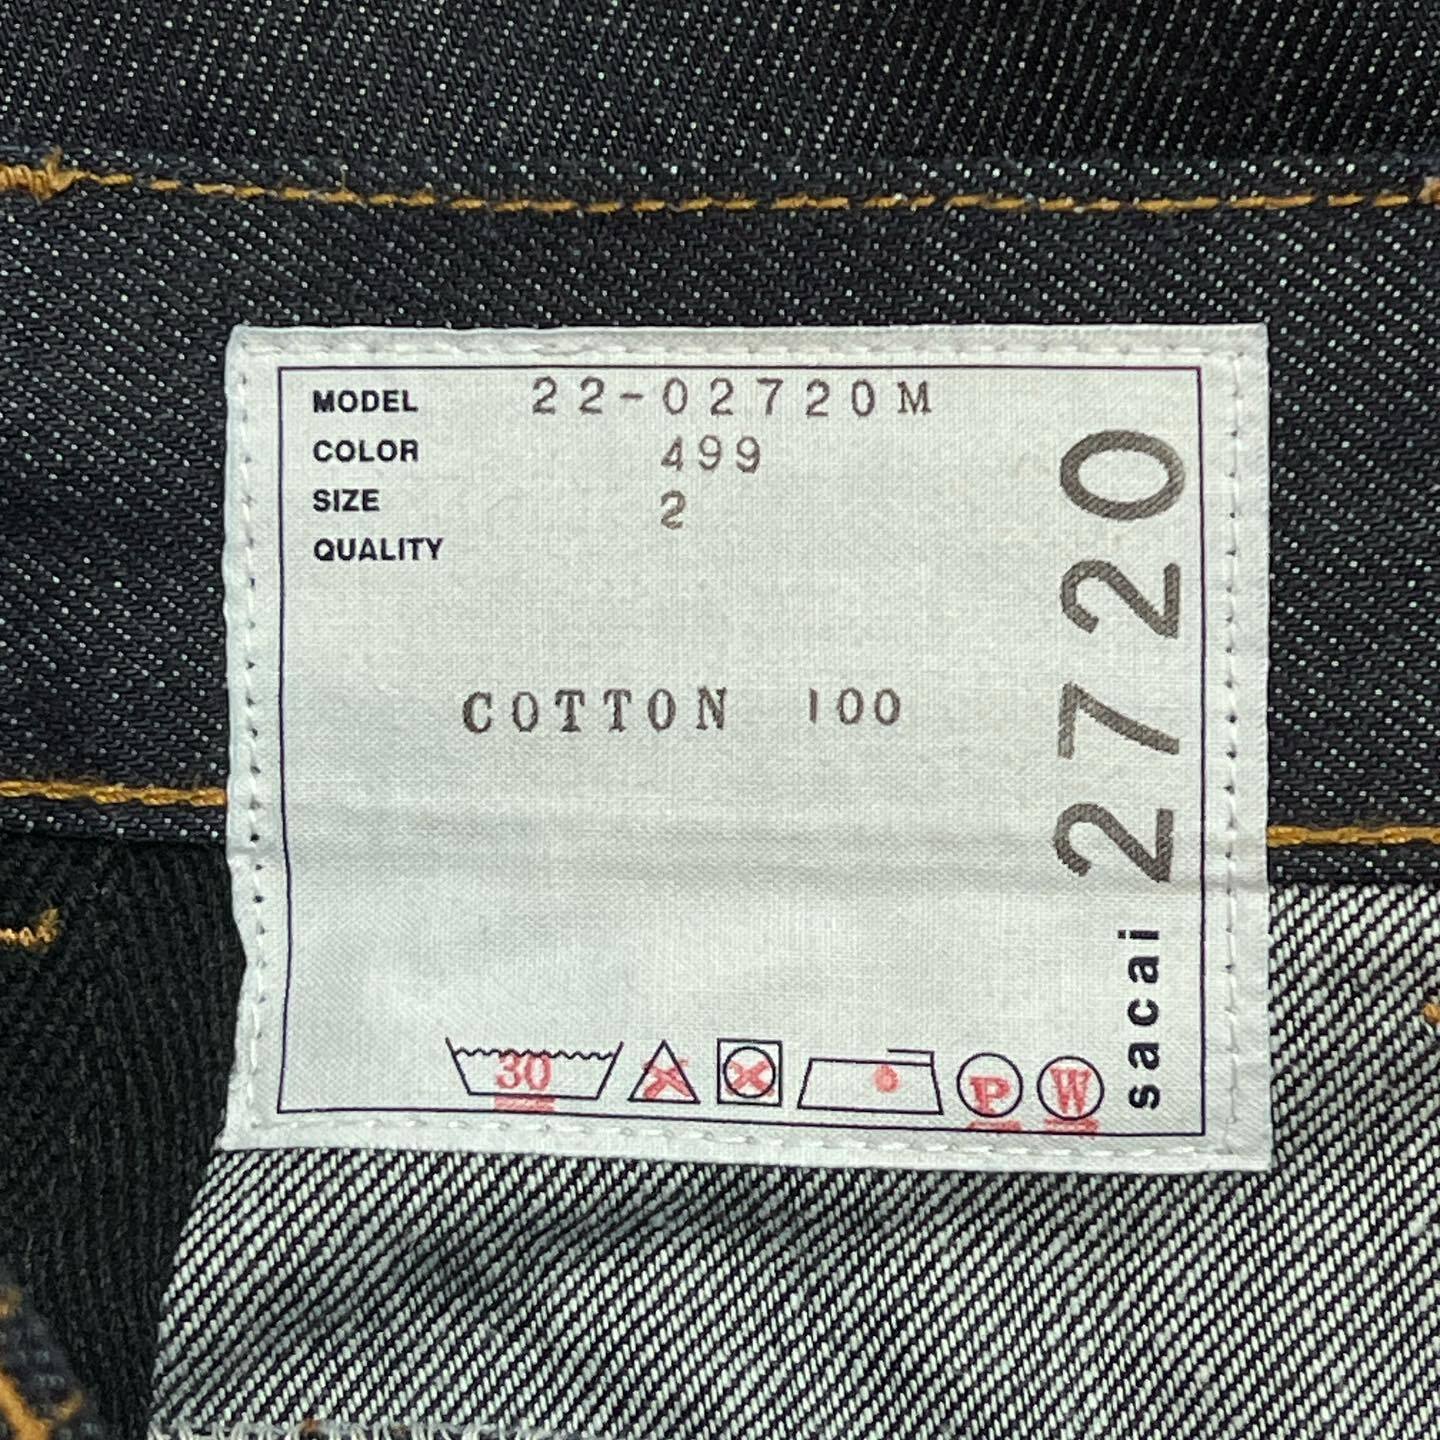 MODEL 22-02720M
COLOR 499
SIZE 2
QUALITY
COTTON 100
30
P
W
sacai 2720